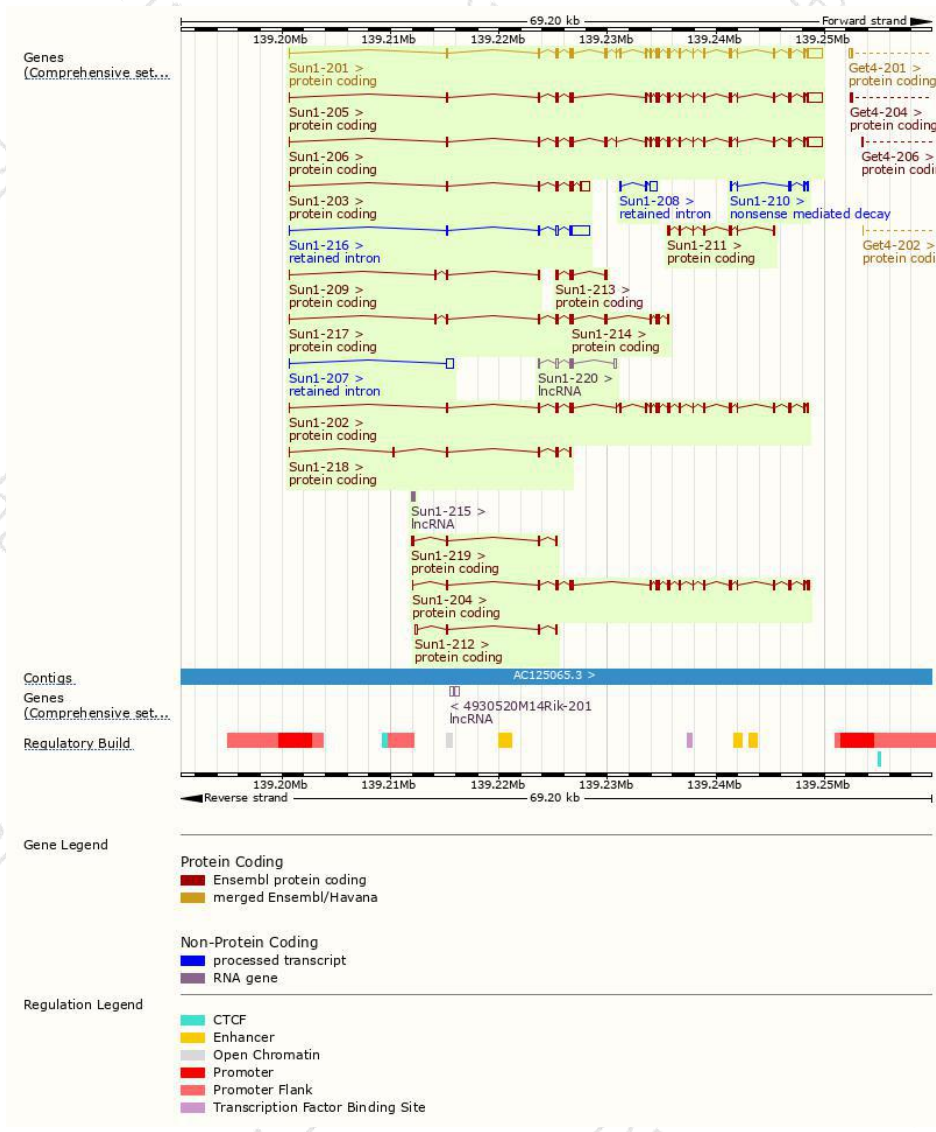 69.20 kb
Forward strand
139.20Mb 139.21Mb 139.22Mb 139.23Mb 139.24Mb 139.25Mb
Genes
(Comprehensive set...
Sun1-201 >
protein coding
Get4-201 >
protein coding
Sun1-205 >
protein coding
Get4-204 >
protein coding
Sun1-206 >
protein coding
Get4-206 >
protein codi
Sun1-203 >
protein coding
Sun1-208 >
retained intron
Sun1-210 >
nonsense mediated decay
Sun1-216 >
retained intron
Sun1-211 >
protein coding
Get4-202 >
protein codi
Sun1-209 >
protein coding
Sun1-213 >
protein coding
Sun1-217 >
protein coding
Sun1-214 >
protein coding
Sun1-207 >
retained intron
Sun1-220 >
lncRNA
Sun1-202 >
protein coding
Sun1-218 >
protein coding
Sun1-215 >
lncRNA
Sun1-219 >
protein coding
Sun1-204 >
protein coding
Sun1-212 >
protein coding
Contigs
AC125065.3 >
Genes
(Comprehensive set...
< 4930520M14Rik-201
lncRNA
Regulatory Build
139.20Mb 139.21Mb 139.22Mb 139.23Mb 139.24Mb 139.25Mb
Reverse strand
69.20 kb
Gene Legend
Protein Coding
Ensembl protein coding
merged Ensembl/Havana
Non-Protein Coding
processed transcript
RNA gene
Regulation Legend
CTCF
Enhancer
Open Chromatin
Promoter
Promoter Flank
Transcription Factor Binding Site